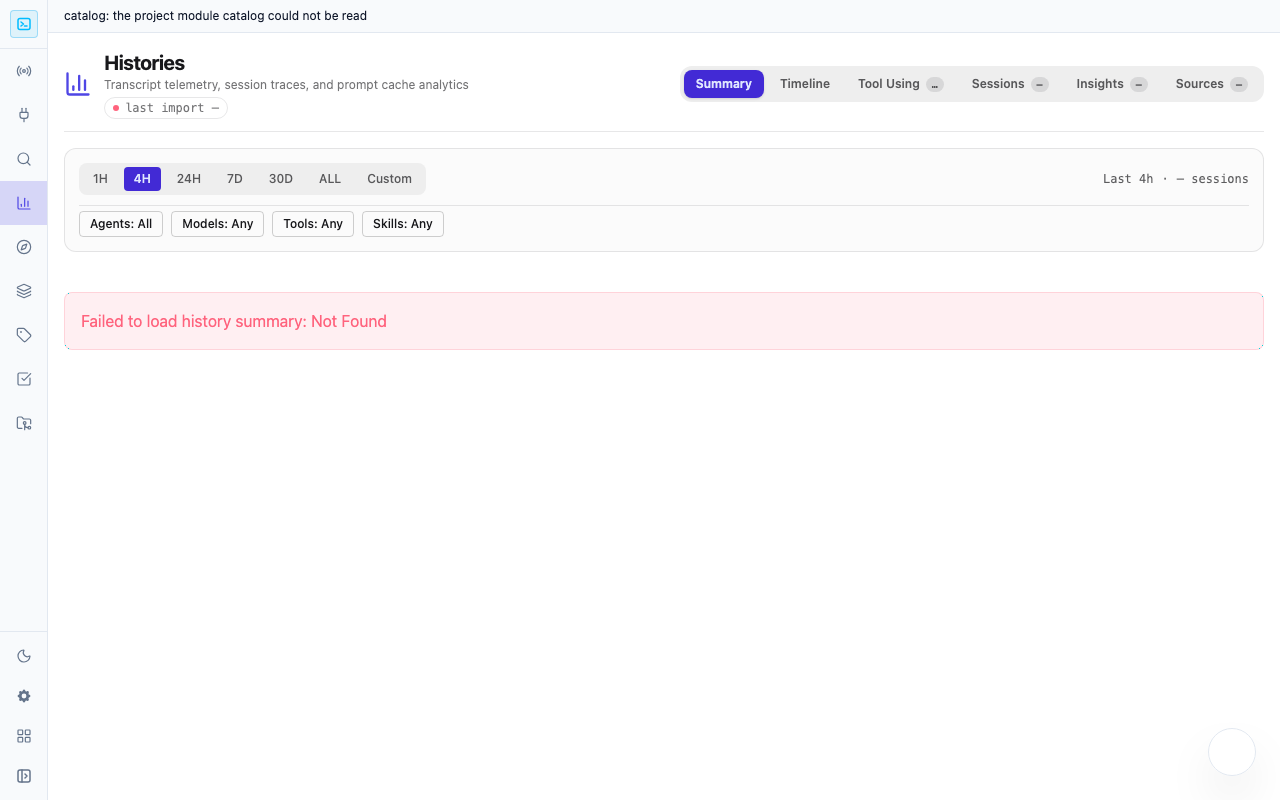 catalog: the project module catalog could not be read
Histories
Transcript telemetry, session traces, and prompt cache analytics
last import —
Summary Timeline Tool Using … Sessions — Insights — Sources —
1H 4H 24H 7D 30D ALL Custom
Last 4h · — sessions
Agents: All Models: Any Tools: Any Skills: Any
Failed to load history summary: Not Found